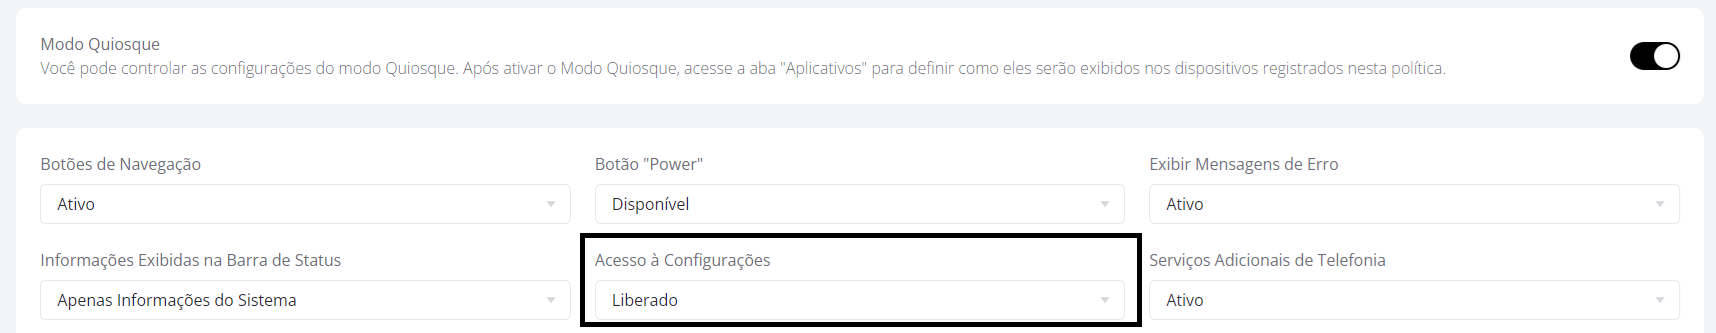 Modo Quiosque
Você pode controlar as configurações do modo Quiosque. Após ativar o Modo Quiosque, acesse a aba "Aplicativos" para definir como eles serão exibidos nos dispositivos registrados nesta política.
Botões de Navegação
Ativo
Botão "Power"
Disponível
Exibir Mensagens de Erro
Ativo
Informações Exibidas na Barra de Status
Apenas Informações do Sistema
Acesso à Configurações
Liberado
Serviços Adicionais de Telefonia
Ativo